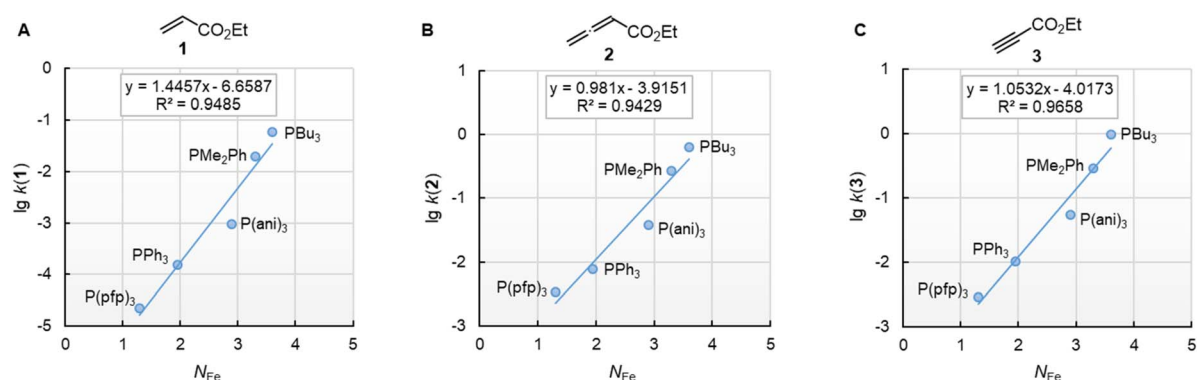 A
CO₂Et
1
y = 1.4457x - 6.6587
R² = 0.9485
lg k(1)
0
-1
-2
-3
-4
-5
PBu₃
PMe₂Ph
P(ani)₃
PPh₃
P(pfp)₃
0 1 2 3 4 5
N_Fe
B
CO₂Et
2
y = 0.981x - 3.9151
R² = 0.9429
lg k(2)
1
0
-1
-2
-3
PBu₃
PMe₂Ph
P(ani)₃
PPh₃
P(pfp)₃
0 1 2 3 4 5
N_Fe
C
CO₂Et
3
y = 1.0532x - 4.0173
R² = 0.9658
lg k(3)
1
0
-1
-2
-3
PBu₃
PMe₂Ph
P(ani)₃
PPh₃
P(pfp)₃
0 1 2 3 4 5
N_Fe